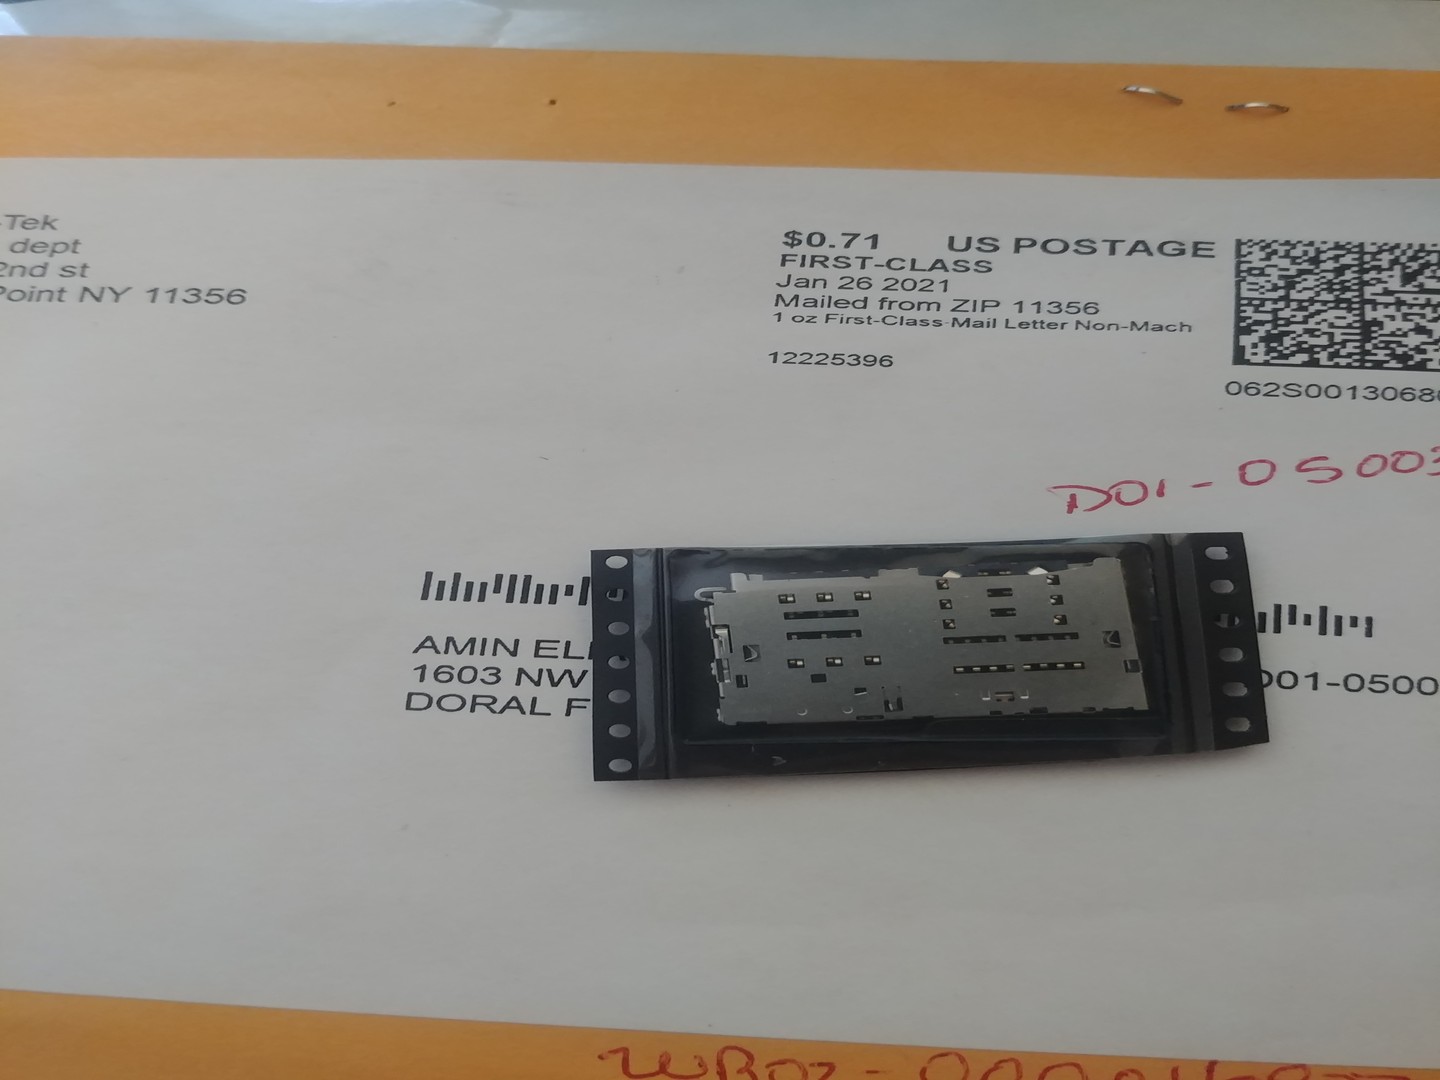 -Tek
dept
2nd st
Point NY 11356
$0.71 US POSTAGE
FIRST-CLASS
Jan 26 2021
Mailed from ZIP 11356
1 oz First-Class Mail Letter Non-Mach
12225396
062S0013068
D01-0500
AMIN EL
1603 NW
DORAL F
D01-0500